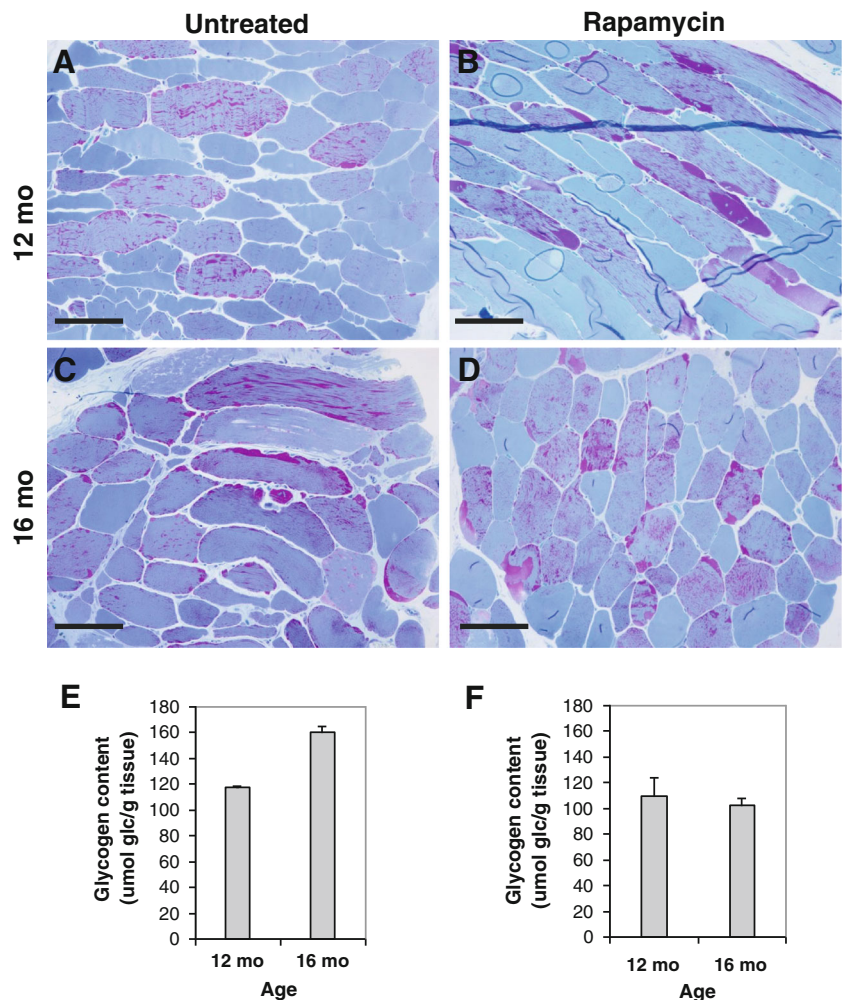 Untreated
Rapamycin
12 mo
A
B
16 mo
C
D
E
Glycogen content
(umol glc/g tissue)
180
160
140
120
100
80
60
40
20
0
12 mo 16 mo
Age
F
Glycogen content
(umol glc/g tissue)
180
160
140
120
100
80
60
40
20
0
12 mo 16 mo
Age